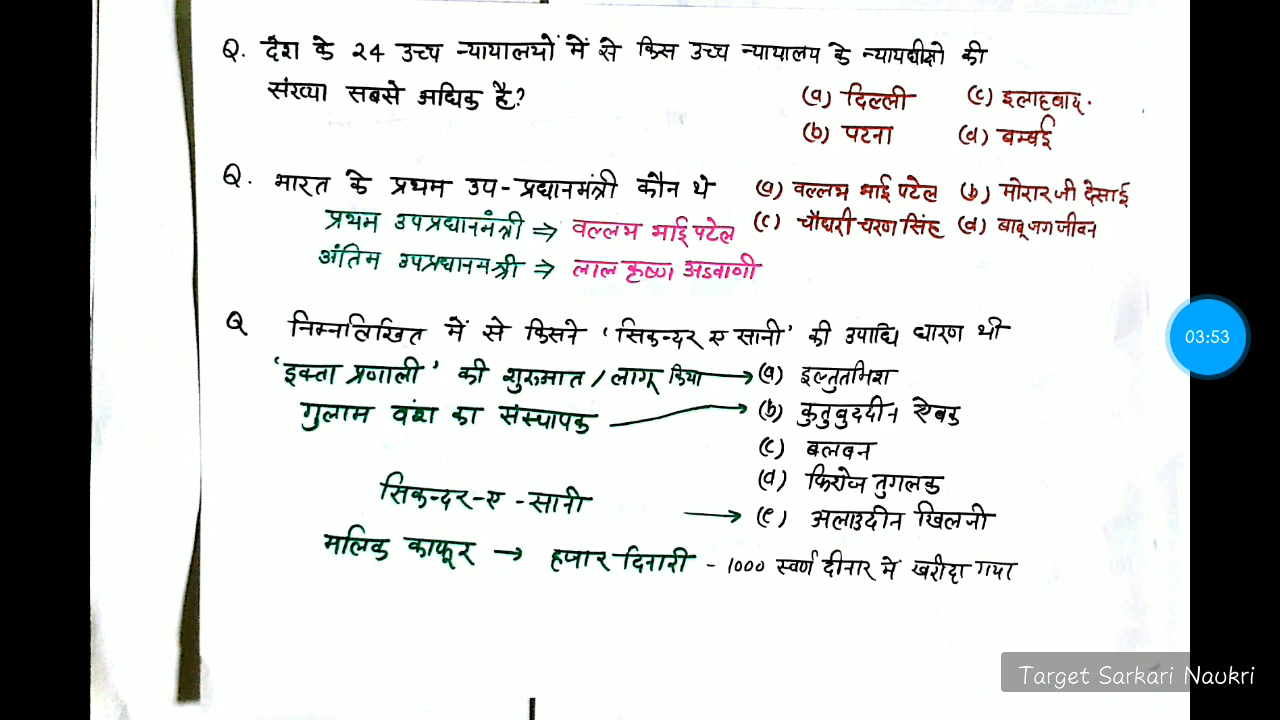 Q. देश के 24 उच्च न्यायालयों में से किस उच्च न्यायालय के न्यायधीशो की
संख्या सबसे अधिक है?
(a) दिल्ली (c) इलाहबाद.
(b) पटना (d) बम्बई
Q. भारत के प्रथम उप-प्रधानमंत्री कौन थे (a) वल्लभ भाई पटेल (b) मोरारजी देसाई
प्रथम उपप्रधानमंत्री ⇒ वल्लभ भाई पटेल (c) चौधरी चरण सिंह (d) बाबू जगजीवन
अंतिम उपप्रधानमंत्री ⇒ लाल कृष्ण अडवाणी
Q निम्नलिखित में से किसने 'सिकन्दर ए सानी' की उपाधि धारण थी
'इक्ता प्रणाली' की शुरुआत / लागू किया → (a) इल्तुतमिश
गुलाम वंश का संस्थापक → (b) कुतुबुददीन ऐबक
(c) बलबन
(d) फिरोज तुगलक
सिकन्दर-ए-सानी → (e) अलाउदीन खिलजी
मलिक काफूर → हजार दिनारी - 1000 स्वर्ण दीनार में खरीदा गया
03:53
Target Sarkari Naukri